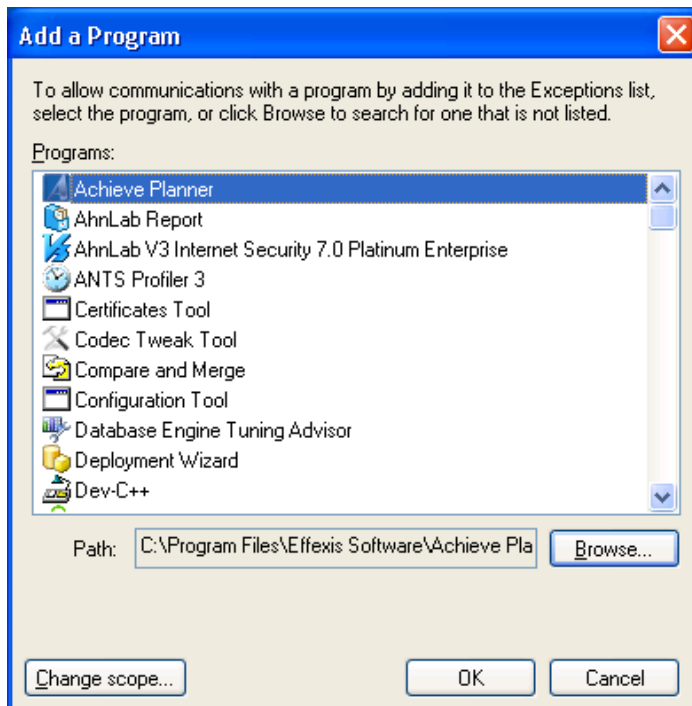 Add a Program
To allow communications with a program by adding it to the Exceptions list,
select the program, or click Browse to search for one that is not listed.
Programs:
Achieve Planner
AhnLab Report
AhnLab V3 Internet Security 7.0 Platinum Enterprise
ANTS Profiler 3
Certificates Tool
Codec Tweak Tool
Compare and Merge
Configuration Tool
Database Engine Tuning Advisor
Deployment Wizard
Dev-C++
Path: C:\Program Files\Effexis Software\Achieve Pla Browse...
Change scope... OK Cancel